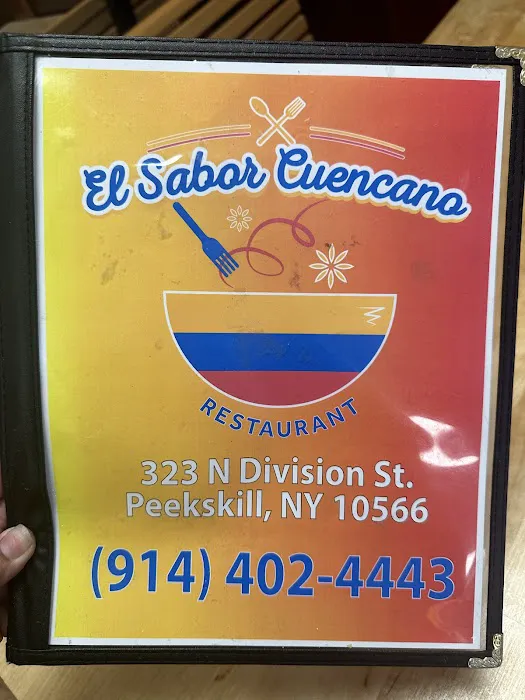 El Sabor Cuencano
RESTAURANT
323 N Division St.
Peekskill, NY 10566
(914) 402-4443